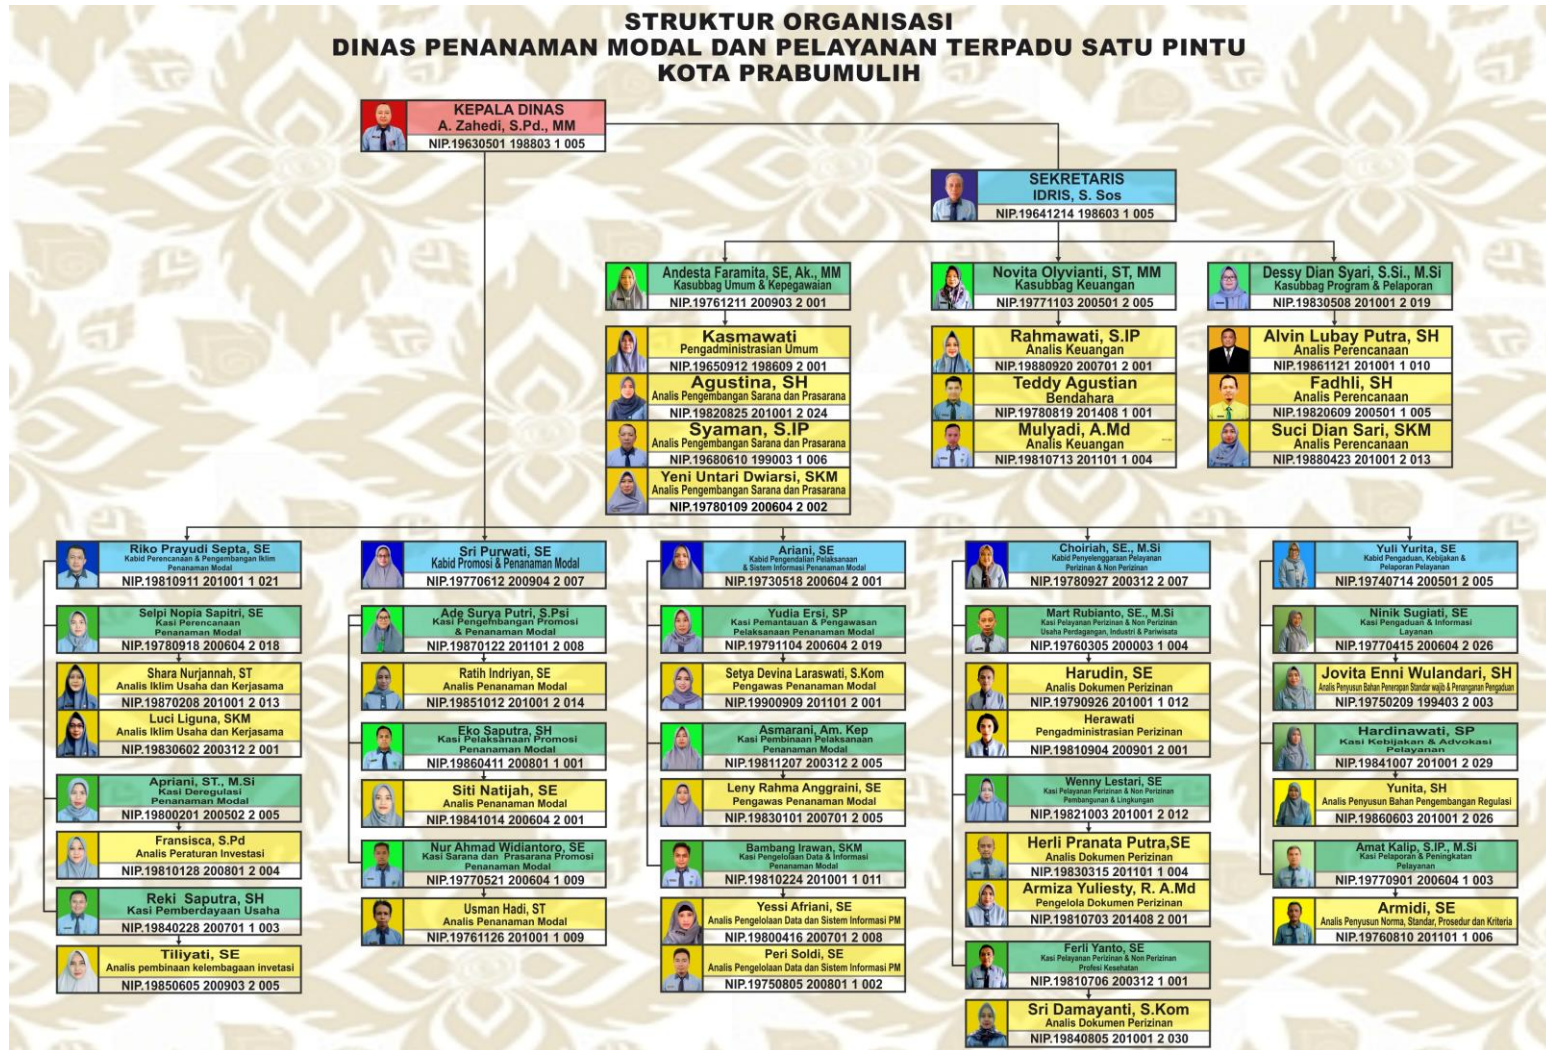 STRUKTUR ORGANISASI
DINAS PENANAMAN MODAL DAN PELAYANAN TERPADU SATU PINTU
KOTA PRABUMULIH
KEPALA DINAS
A. Zahedi, S.Pd., MM
NIP.19630501 198803 1 005
SEKRETARIS
IDRIS, S. Sos
NIP.19641214 198603 1 005
Andesta Faramita, SE, Ak., MM
Kasubbag Umum & Kepegawaian
NIP.19761211 200903 2 001
Kasmawati
Pengadministrasian Umum
NIP.19650912 198609 2 001
Agustina, SH
Analis Pengembangan Sarana dan Prasarana
NIP.19820825 201001 2 024
Syaman, S.IP
Analis Pengembangan Sarana dan Prasarana
NIP.19680610 199003 1 006
Yeni Untari Dwiarsi, SKM
Analis Pengembangan Sarana dan Prasarana
NIP.19780109 200604 2 002
Novita Olyvianti, ST, MM
Kasubbag Keuangan
NIP.19771103 200501 2 005
Rahmawati, S.IP
Analis Keuangan
NIP.19880920 200701 2 001
Teddy Agustian
Bendahara
NIP.19780819 201408 1 001
Mulyadi, A.Md
Analis Keuangan
NIP.19810713 201101 1 004
Dessy Dian Syari, S.Si., M.Si
Kasubbag Program & Pelaporan
NIP.19830508 201001 2 019
Alvin Lubay Putra, SH
Analis Perencanaan
NIP.19861121 201001 1 010
Fadhli, SH
Analis Perencanaan
NIP.19820609 200501 1 005
Suci Dian Sari, SKM
Analis Perencanaan
NIP.19880423 201001 2 013
Riko Prayudi Septa, SE
Kabid Perencanaan & Pengembangan Iklim
Penanaman Modal
NIP.19810911 201001 1 021
Selpi Nopia Sapitri, SE
Kasi Perencanaan
Penanaman Modal
NIP.19780918 200604 2 018
Shara Nurjannah, ST
Analis Iklim Usaha dan Kerjasama
NIP.19870208 201001 2 013
Luci Liguna, SKM
Analis Iklim Usaha dan Kerjasama
NIP.19830602 200312 2 001
Apriani, ST., M.Si
Kasi Deregulasi
Penanaman Modal
NIP.19800201 200502 2 005
Fransisca, S.Pd
Analis Peraturan Investasi
NIP.19810128 200801 2 004
Reki Saputra, SH
Kasi Pemberdayaan Usaha
NIP.19840228 200701 1 003
Tiliyati, SE
Analis pembinaan kelembagaan invetasi
NIP.19850605 200903 2 005
Sri Purwati, SE
Kabid Promosi & Penanaman Modal
NIP.19770612 200904 2 007
Ade Surya Putri, S.Psi
Kasi Pengembangan Promosi
& Penanaman Modal
NIP.19870122 201101 2 008
Ratih Indriyan, SE
Analis Penanaman Modal
NIP.19851012 201001 2 014
Eko Saputra, SH
Kasi Pelaksanaan Promosi
Penanaman Modal
NIP.19860411 200801 1 001
Siti Natijah, SE
Analis Penanaman Modal
NIP.19841014 200604 2 001
Nur Ahmad Widiantoro, SE
Kasi Sarana dan Prasarana Promosi
Penanaman Modal
NIP.19770521 200604 1 009
Usman Hadi, ST
Analis Penanaman Modal
NIP.19761126 201001 1 009
Ariani, SE
Kabid Pengendalian Pelaksanaan
& Sistem Informasi Penanaman Modal
NIP.19730518 200604 2 001
Yudia Ersi, SP
Kasi Pemantauan & Pengawasan
Pelaksanaan Penanaman Modal
NIP.19791104 200604 2 019
Setya Devina Laraswati, S.Kom
Pengawas Penanaman Modal
NIP.19900909 201101 2 001
Asmarani, Am. Kep
Kasi Pembinaan Pelaksanaan
Penanaman Modal
NIP.19811207 200312 2 005
Leny Rahma Anggraini, SE
Pengawas Penanaman Modal
NIP.19830101 200701 2 005
Bambang Irawan, SKM
Kasi Pengelolaan Data & Informasi
Penanaman Modal
NIP.19810224 201001 1 011
Yessi Afriani, SE
Analis Pengelolaan Data dan Sistem Informasi PM
NIP.19800416 200701 2 008
Peri Soldi, SE
Analis Pengelolaan Data dan Sistem Informasi PM
NIP.19750805 200801 1 002
Choiriah, SE., M.Si
Kabid Penyelenggaraan Pelayanan
Perizinan & Non Perizinan
NIP.19780927 200312 2 007
Mart Rubianto, SE., M.Si
Kasi Pelayanan Perizinan & Non Perizinan
Usaha Perdagangan, Industri & Pariwisata
NIP.19760305 200003 1 004
Harudin, SE
Analis Dokumen Perizinan
NIP.19790926 201001 1 012
Herawati
Pengadministrasian Perizinan
NIP.19810904 200901 2 001
Wenny Lestari, SE
Kasi Pelayanan Perizinan & Non Perizinan
Pembangunan & Lingkungan
NIP.19821003 201001 2 012
Herli Pranata Putra,SE
Analis Dokumen Perizinan
NIP.19830315 201101 1 004
Armiza Yuliesty, R. A.Md
Pengelola Dokumen Perizinan
NIP.19810703 201408 2 001
Ferli Yanto, SE
Kasi Pelayanan Perizinan & Non Perizinan
Profesi Kesehatan
NIP.19810706 200312 1 001
Sri Damayanti, S.Kom
Analis Dokumen Perizinan
NIP.19840805 201001 2 030
Yuli Yurita, SE
Kabid Pengaduan, Kebijakan &
Pelaporan Pelayanan
NIP.19740714 200501 2 005
Ninik Sugiati, SE
Kasi Pengaduan & Informasi
Layanan
NIP.19770415 200604 2 026
Jovita Enni Wulandari, SH
Analis Penyusun Bahan Penerapan Standar wajib & Penanganan Pengaduan
NIP.19750209 199403 2 003
Hardinawati, SP
Kasi Kebijakan & Advokasi
Pelayanan
NIP.19841007 201001 2 029
Yunita, SH
Analis Penyusun Bahan Pengembangan Regulasi
NIP.19860603 201001 2 026
Amat Kalip, S.IP., M.Si
Kasi Pelaporan & Peningkatan
Pelayanan
NIP.19770901 200604 1 003
Armidi, SE
Analis Penyusun Norma, Standar, Prosedur dan Kriteria
NIP.19760810 201101 1 006